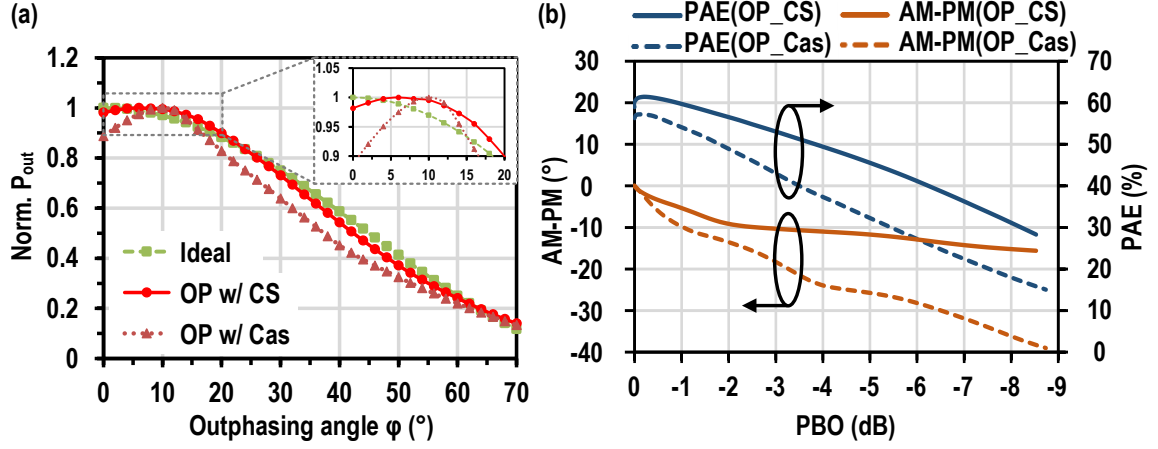 (a)
1.2
1
0.8
0.6
0.4
0.2
0
Norm. Pout
0 10 20 30 40 50 60 70
Outphasing angle φ (°)
Ideal
OP w/ CS
OP w/ Cas
1.05
1
0.95
0.9
0 5 10 15 20
(b)
PAE(OP_CS) AM-PM(OP_CS)
PAE(OP_Cas) AM-PM(OP_Cas)
30
20
10
0
-10
-20
-30
-40
AM-PM (°)
70
60
50
40
30
20
10
0
PAE (%)
0 -1 -2 -3 -4 -5 -6 -7 -8 -9
PBO (dB)